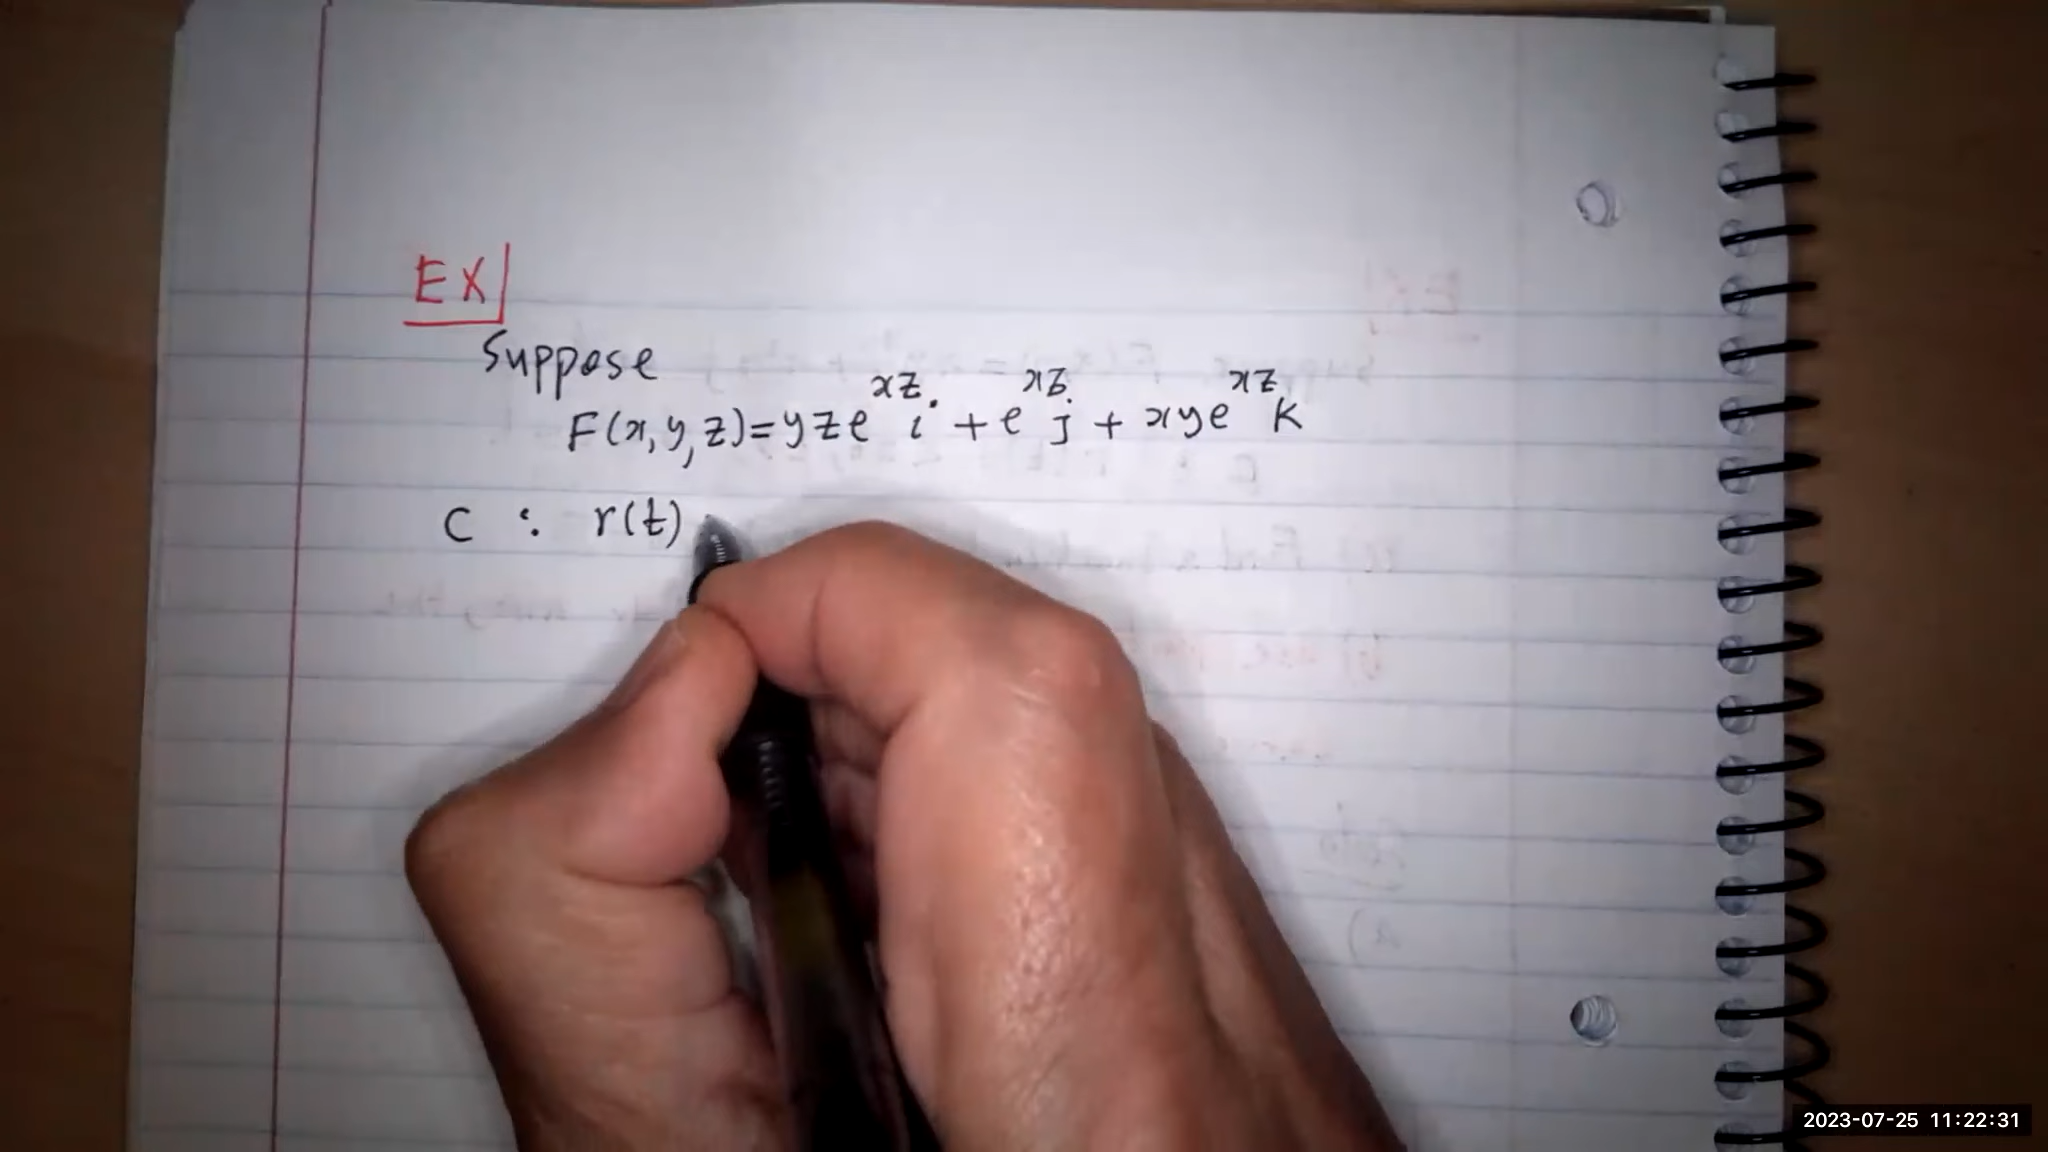 EX
Suppose
F(x,y,z)=yze^{xz} i + e^{xz} j + xye^{xz} k
C : r(t)
2023-07-25 11:22:31